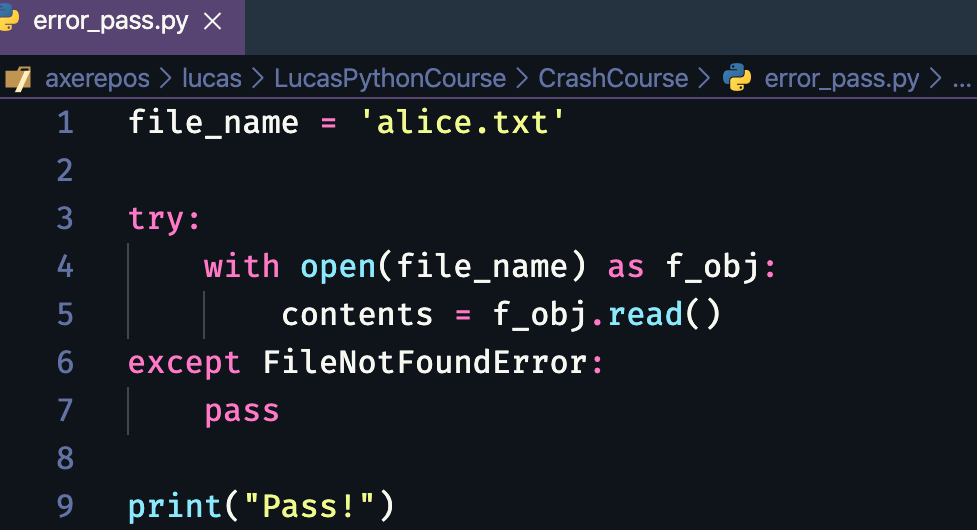 error_pass.py
axerepos > lucas > LucasPythonCourse > CrashCourse > error_pass.py > ...
1 file_name = 'alice.txt'
2
3 try:
4     with open(file_name) as f_obj:
5         contents = f_obj.read()
6 except FileNotFoundError:
7     pass
8
9 print("Pass!")